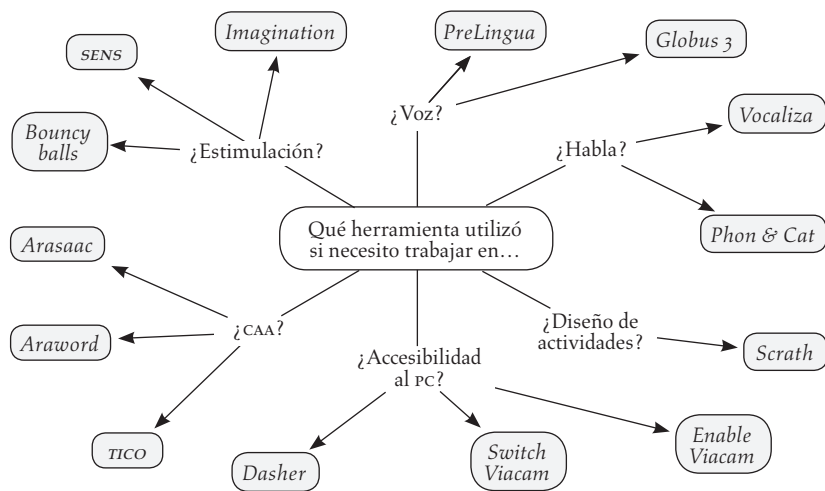 Imagination
PreLingua
Globus 3
SENS
¿Voz?
Vocaliza
Bouncy
balls
¿Estimulación?
¿Habla?
Qué herramienta utilizó
si necesito trabajar en…
Phon & Cat
Arasaac
¿CAA?
Araword
¿Diseño de
actividades?
Scrath
¿Accesibilidad
al PC?
TICO
Dasher
Switch
Viacam
Enable
Viacam